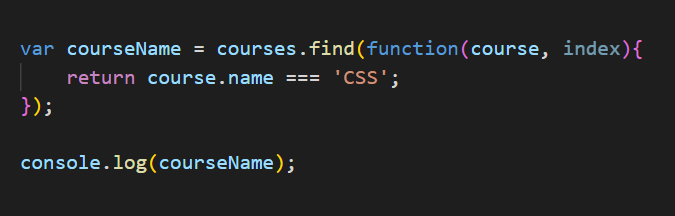 var courseName = courses.find(function(course, index){
    return course.name === 'CSS';
});
console.log(courseName);